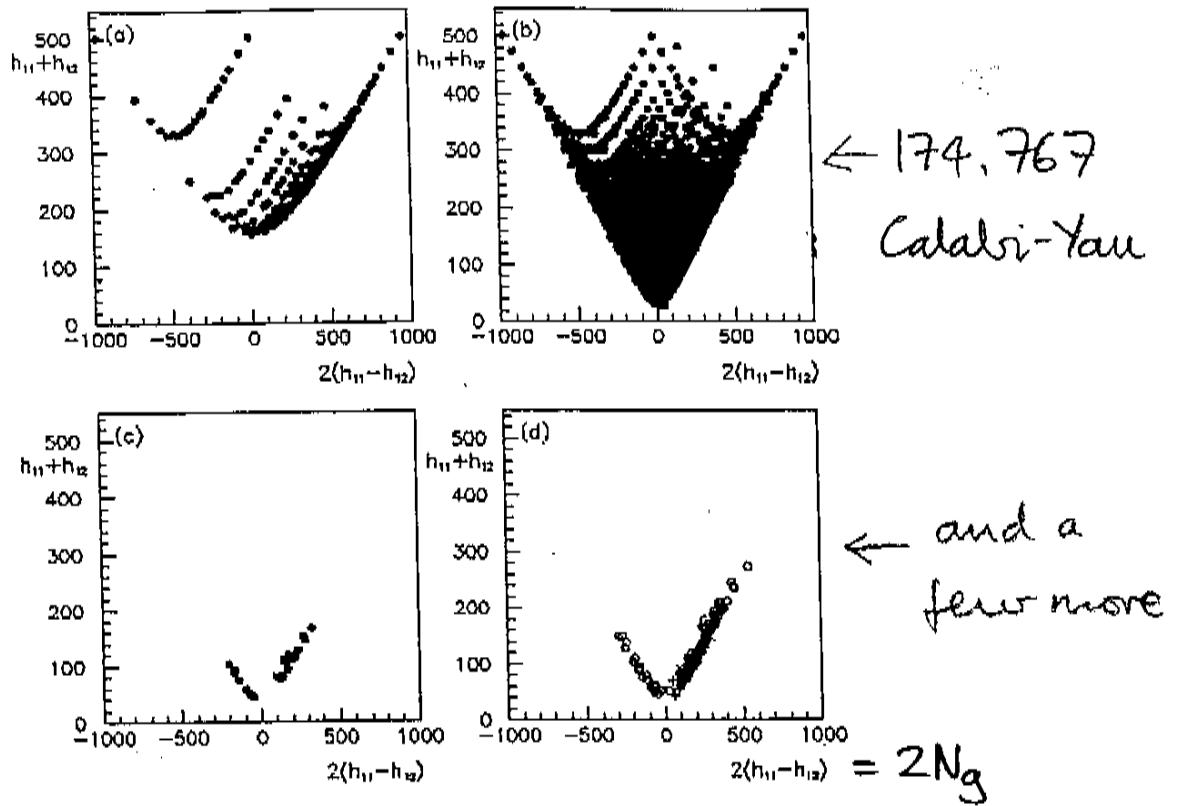 (a)
500
h₁₁+h₁₂
400
300
200
100
0
−1000 −500 0 500 1000
2(h₁₁−h₁₂)
(b)
500
h₁₁+h₁₂
400
300
200
100
0
−1000 −500 0 500 1000
2(h₁₁−h₁₂)
← 174,767
Calabi-Yau
(c)
500
h₁₁+h₁₂
400
300
200
100
0
−1000 −500 0 500 1000
2(h₁₁−h₁₂)
(d)
500
h₁₁+h₁₂
400
300
200
100
0
−1000 −500 0 500 1000
2(h₁₁−h₁₂) = 2Ng
← and a
few more